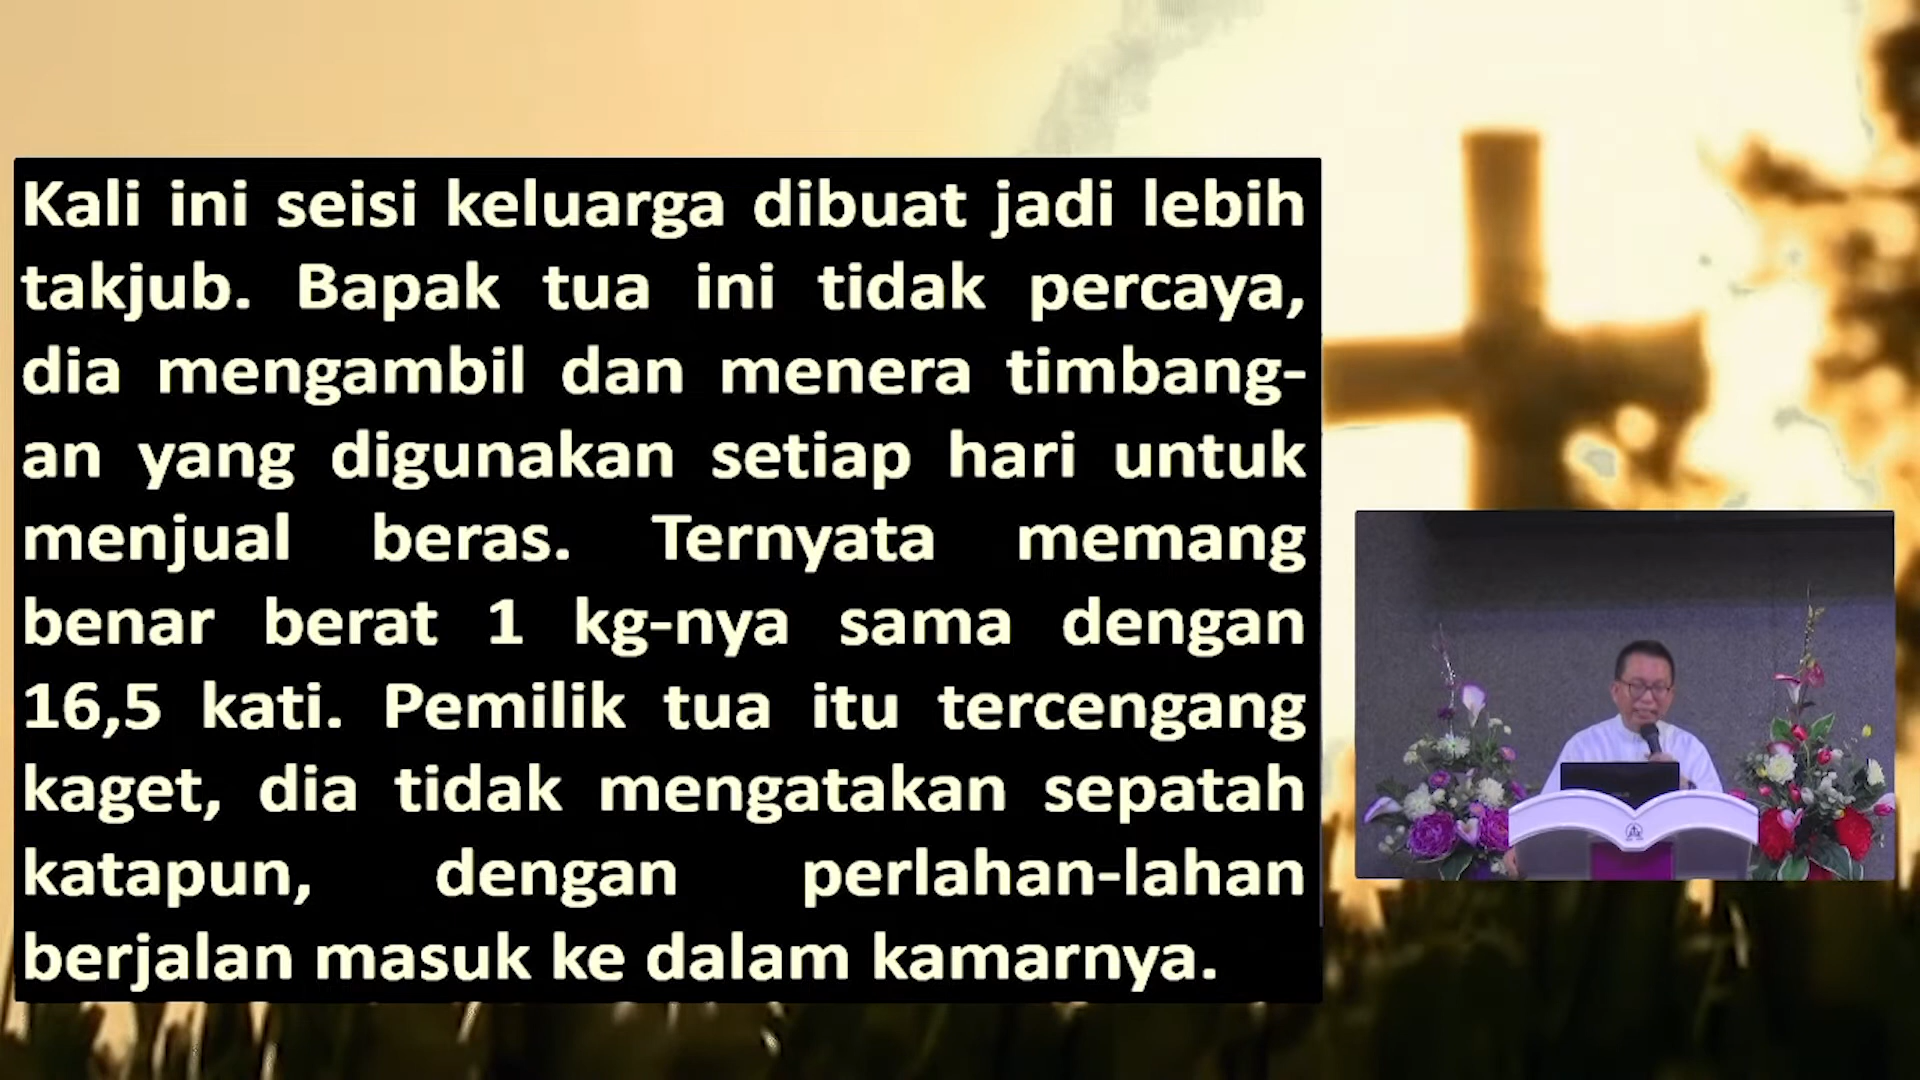 Kali ini seisi keluarga dibuat jadi lebih
takjub. Bapak tua ini tidak percaya,
dia mengambil dan menera timbang-
an yang digunakan setiap hari untuk
menjual beras. Ternyata memang
benar berat 1 kg-nya sama dengan
16,5 kati. Pemilik tua itu tercengang
kaget, dia tidak mengatakan sepatah
katapun, dengan perlahan-lahan
berjalan masuk ke dalam kamarnya.